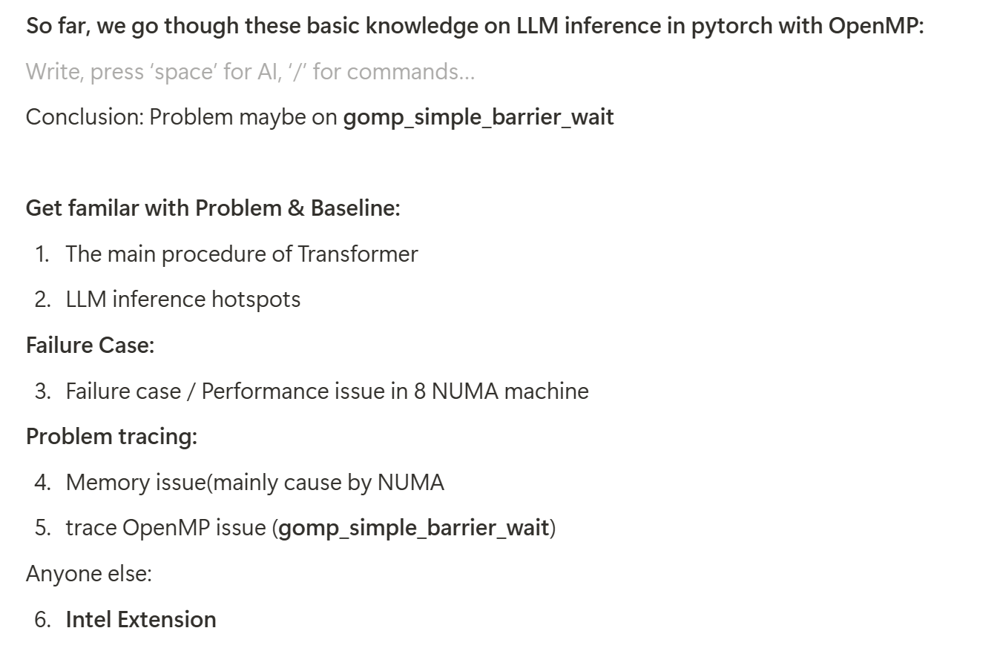 So far, we go though these basic knowledge on LLM inference in pytorch with OpenMP:
Write, press ‘space’ for AI, ‘/’ for commands...
Conclusion: Problem maybe on gomp_simple_barrier_wait
Get familar with Problem & Baseline:
1. The main procedure of Transformer
2. LLM inference hotspots
Failure Case:
3. Failure case / Performance issue in 8 NUMA machine
Problem tracing:
4. Memory issue(mainly cause by NUMA
5. trace OpenMP issue (gomp_simple_barrier_wait)
Anyone else:
6. Intel Extension